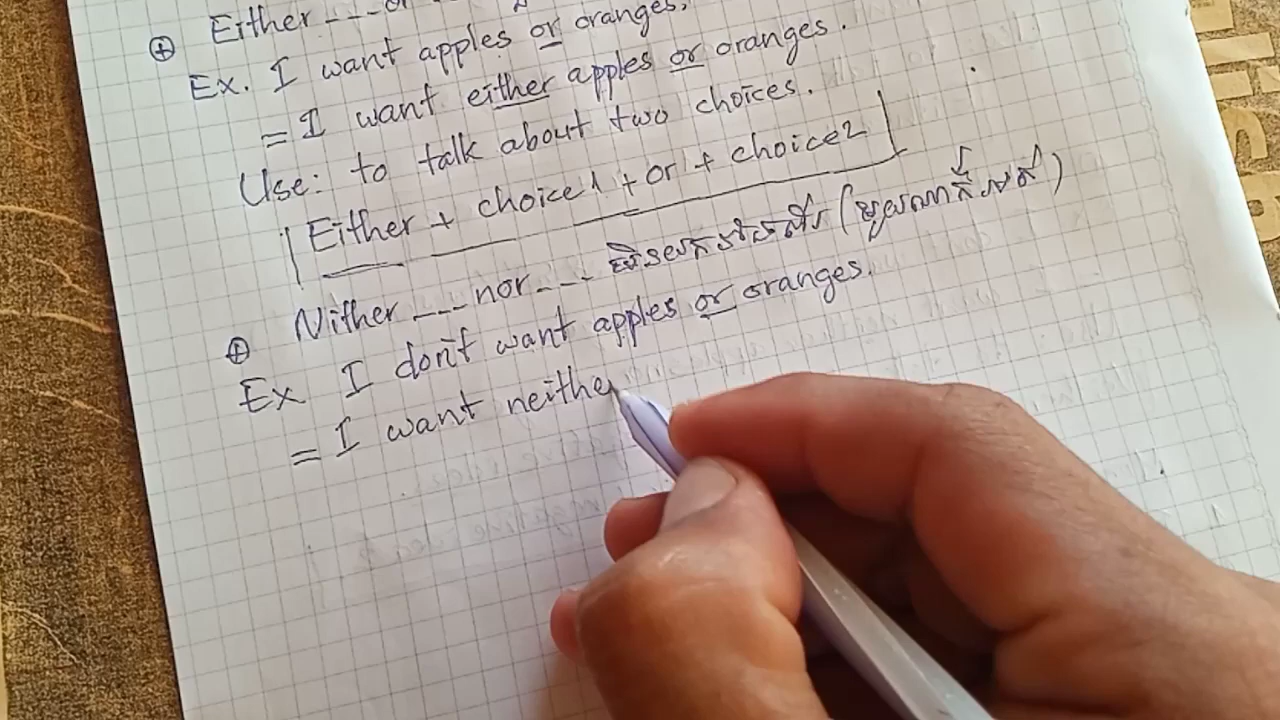 Either ---or
Ex. I want apples or oranges.
= I want either apples or oranges.
Use: to talk about two choices.
Either + choice1 + or + choice2
Nither ---nor---
Ex I don't want apples or oranges.
= I want neithe